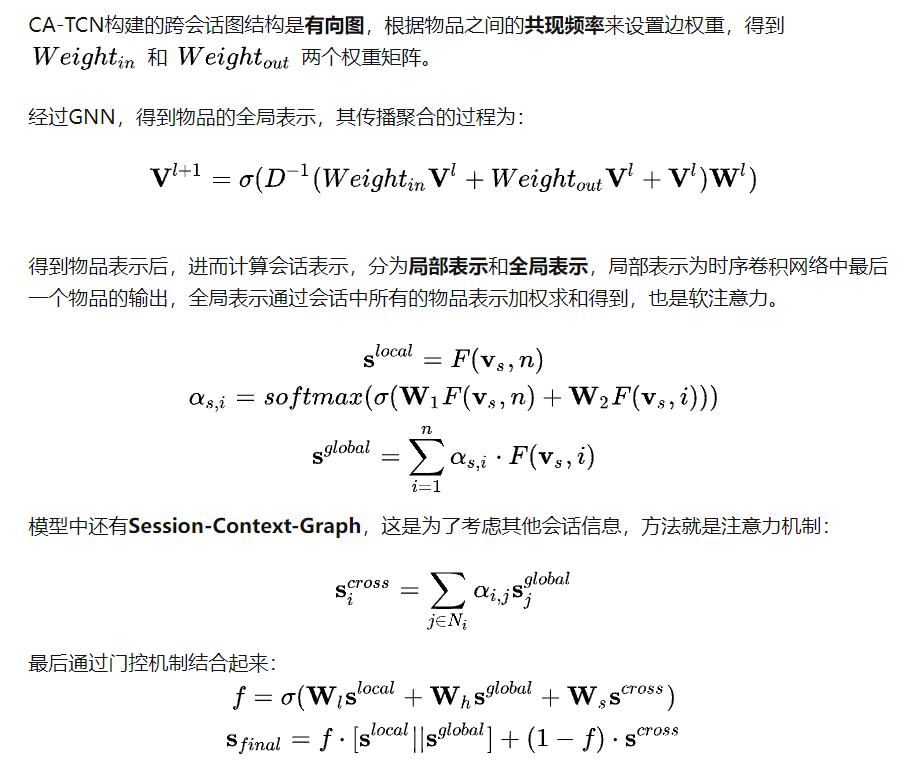 CA-TCN构建的跨会话图结构是有向图，根据物品之间的共现频率来设置边权重，得到
$Weight_{in}$ 和 $Weight_{out}$ 两个权重矩阵。
经过GNN，得到物品的全局表示，其传播聚合的过程为：
$\mathbf{V}^{l+1} = \sigma(D^{-1}(Weight_{in}\mathbf{V}^{l} + Weight_{out}\mathbf{V}^{l} + \mathbf{V}^{l})\mathbf{W}^{l})$
得到物品表示后，进而计算会话表示，分为局部表示和全局表示，局部表示为时序卷积网络中最后
一个物品的输出，全局表示通过会话中所有的物品表示加权求和得到，也是软注意力。
$\mathbf{s}^{local} = F(\mathbf{v}_s, n)$
$\alpha_{s,i} = softmax(\sigma(\mathbf{W}_1 F(\mathbf{v}_s, n) + \mathbf{W}_2 F(\mathbf{v}_s, i)))$
$\mathbf{s}^{global} = \sum_{i=1}^{n} \alpha_{s,i} \cdot F(\mathbf{v}_s, i)$
模型中还有Session-Context-Graph，这是为了考虑其他会话信息，方法就是注意力机制：
$\mathbf{s}_i^{cross} = \sum_{j \in N_i} \alpha_{i,j} \mathbf{s}_j^{global}$
最后通过门控机制结合起来：
$f = \sigma(\mathbf{W}_l \mathbf{s}^{local} + \mathbf{W}_h \mathbf{s}^{global} + \mathbf{W}_s \mathbf{s}^{cross})$
$\mathbf{s}_{final} = f \cdot [\mathbf{s}^{local} || \mathbf{s}^{global}] + (1 - f) \cdot \mathbf{s}^{cross}$